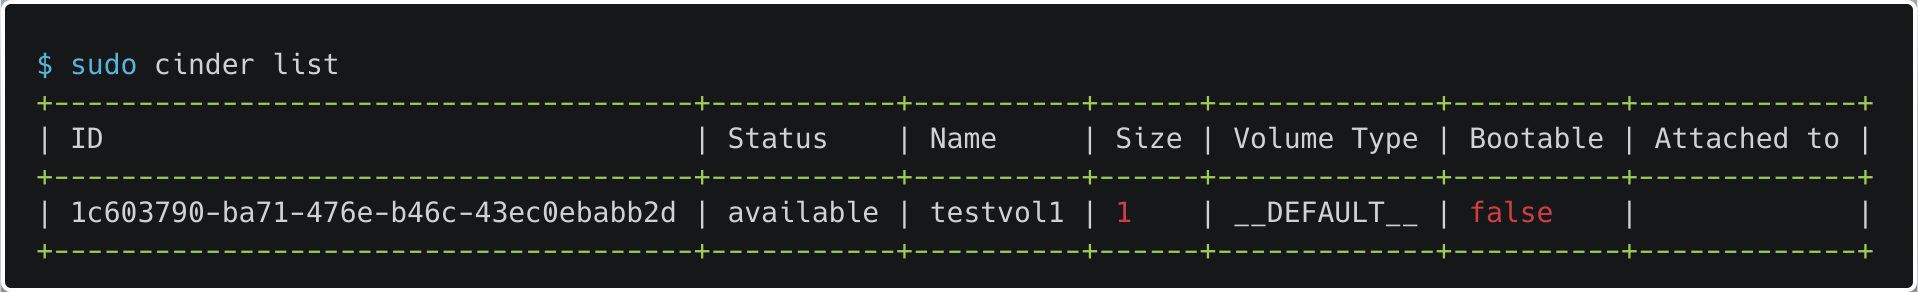 $ sudo cinder list
+--------------------------------------+-----------+----------+------+-------------+----------+-------------+
| ID                                   | Status    | Name     | Size | Volume Type | Bootable | Attached to |
+--------------------------------------+-----------+----------+------+-------------+----------+-------------+
| 1c603790-ba71-476e-b46c-43ec0ebabb2d | available | testvol1 | 1    | __DEFAULT__ | false    |             |
+--------------------------------------+-----------+----------+------+-------------+----------+-------------+